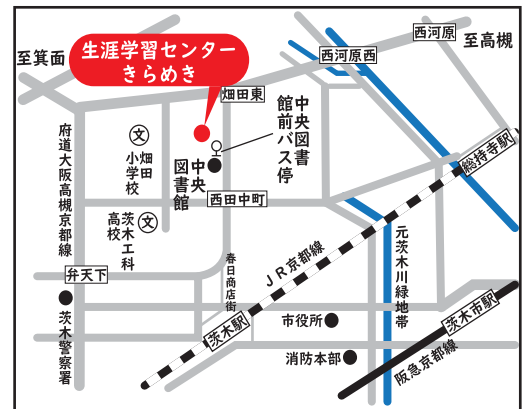 西河原
至高槻
西河原西
至箕面
生涯学習センター
きらめき
畑田東
中央図書
館前バス停
文
畑田
小学校
中央
図書館
総持寺駅
府道大阪高槻京都線
西田中町
文
茨木工科
高校
元茨木川緑地帯
JR京都線
春日商店街
弁天下
茨木駅
市役所
茨木市駅
茨木警察署
消防本部
阪急京都線